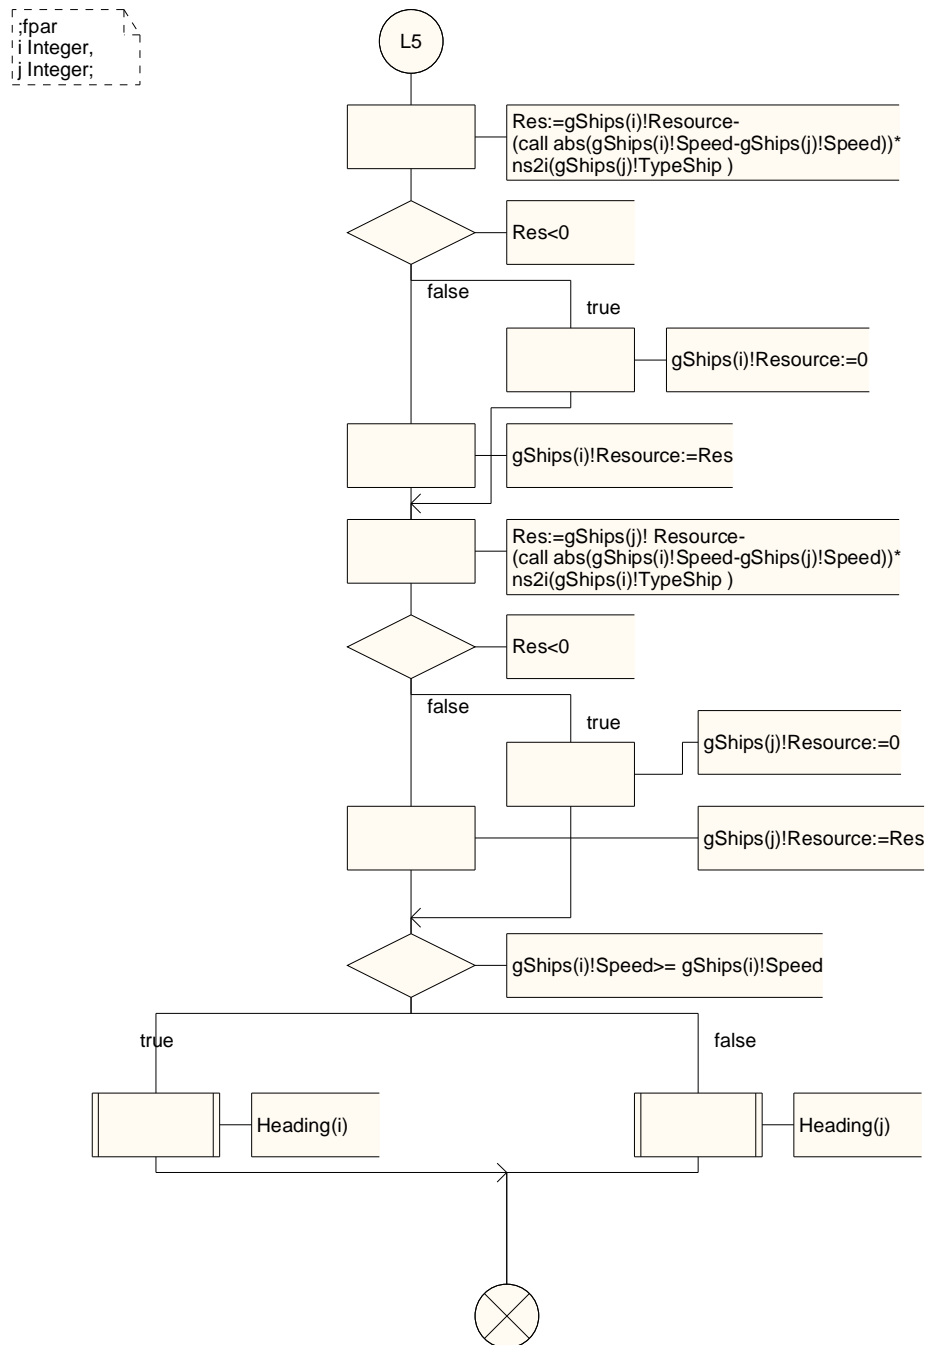 ;fpar
i Integer,
j Integer;
L5
Res:=gShips(i)!Resource-
(call abs(gShips(i)!Speed-gShips(j)!Speed))*
ns2i(gShips(j)!TypeShip )
Res<0
false
true
gShips(i)!Resource:=0
gShips(i)!Resource:=Res
Res:=gShips(j)! Resource-
(call abs(gShips(i)!Speed-gShips(j)!Speed))*
ns2i(gShips(i)!TypeShip )
Res<0
false
true
gShips(j)!Resource:=0
gShips(j)!Resource:=Res
gShips(i)!Speed>= gShips(i)!Speed
true
false
Heading(i)
Heading(j)